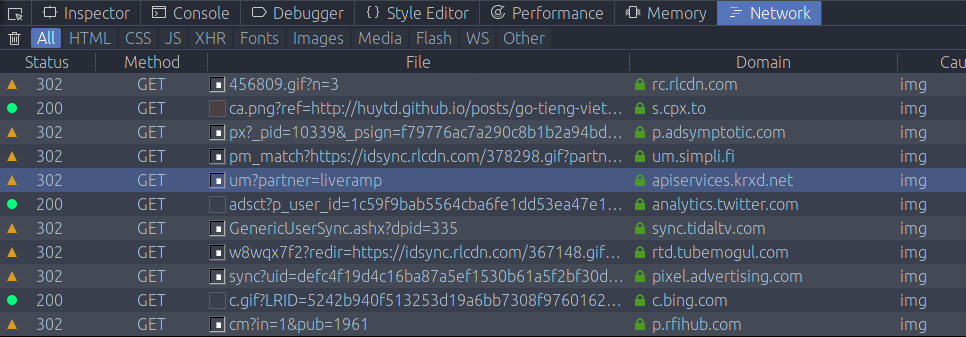 Inspector Console Debugger {} Style Editor Performance Memory Network
All HTML CSS JS XHR Fonts Images Media Flash WS Other
Status Method File Domain Cau
302 GET 456809.gif?n=3 rc.rlcdn.com img
200 GET ca.png?ref=http://huytd.github.io/posts/go-tieng-viet... s.cpx.to img
302 GET px?_pid=10339&_psign=f79776ac7a290c8b1b2a94bd... p.adsymptotic.com img
302 GET pm_match?https://idsync.rlcdn.com/378298.gif?partn... um.simpli.fi img
302 GET um?partner=liveramp apiservices.krxd.net img
200 GET adsct?p_user_id=1c59f9bab5564cba6fe1dd53ea47e1... analytics.twitter.com img
302 GET GenericUserSync.ashx?dpid=335 sync.tidaltv.com img
302 GET w8wqx7f2?redir=https://idsync.rlcdn.com/367148.gif... rtd.tubemogul.com img
302 GET sync?uid=defc4f19d4c16ba87a5ef1530b61a5f2bf30d... pixel.advertising.com img
200 GET c.gif?LRID=5242b940f513253d19a6bb7308f9760162... c.bing.com img
302 GET cm?in=1&pub=1961 p.rfihub.com img